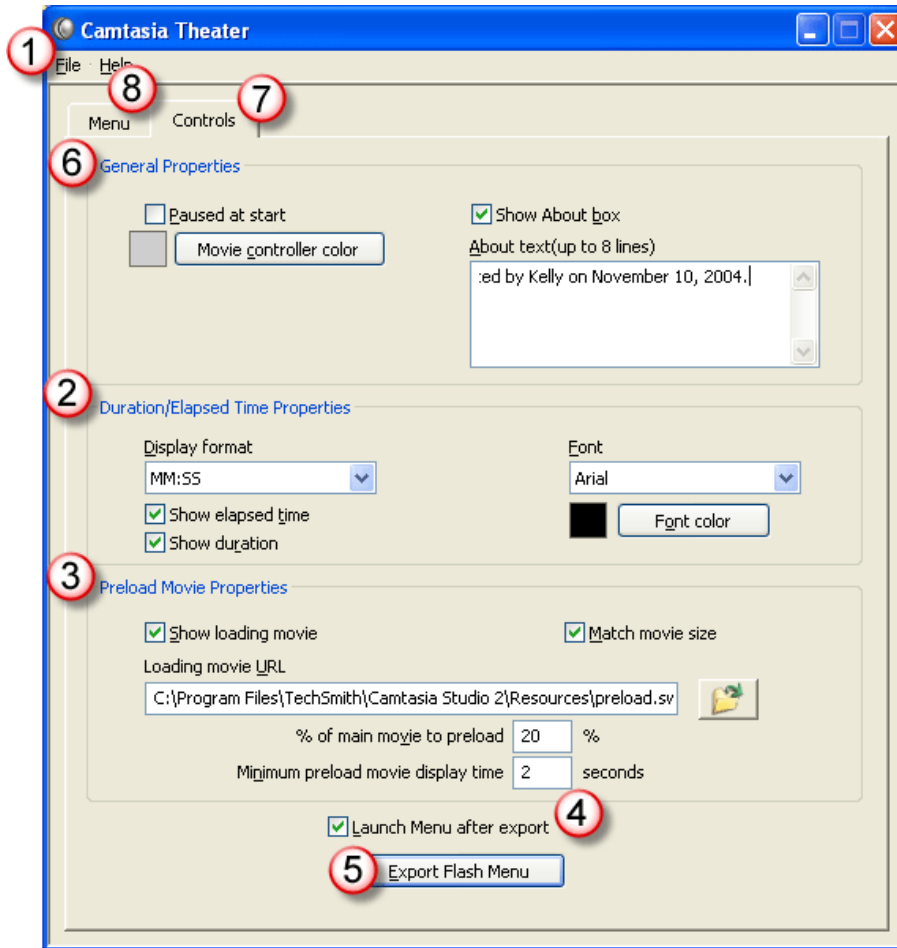 Camtasia Theater
1
File Help
8
7
Menu Controls
6
General Properties
Paused at start
Show About box
Movie controller color
About text(up to 8 lines)
:ed by Kelly on November 10, 2004.
2
Duration/Elapsed Time Properties
Display format
Font
MM:SS
Arial
Show elapsed time
Font color
Show duration
3
Preload Movie Properties
Show loading movie
Match movie size
Loading movie URL
C:\Program Files\TechSmith\Camtasia Studio 2\Resources\preload.sv
% of main movie to preload 20 %
Minimum preload movie display time 2 seconds
Launch Menu after export
4
5
Export Flash Menu